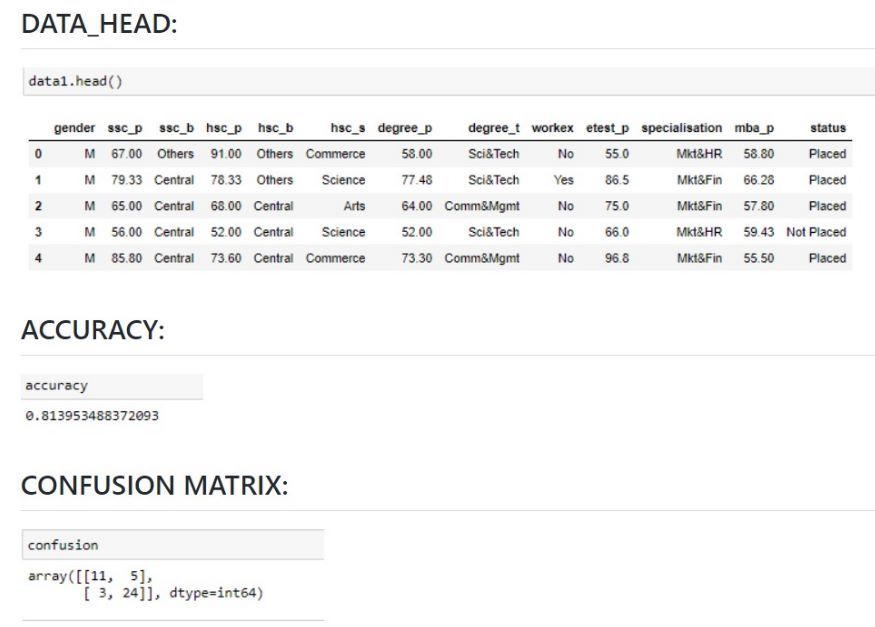 DATA_HEAD:
data1.head()
gender ssc_p ssc_b hsc_p hsc_b hsc_s degree_p degree_t workex etest_p specialisation mba_p status
0 M 67.00 Others 91.00 Others Commerce 58.00 Sci&Tech No 55.0 Mkt&HR 58.80 Placed
1 M 79.33 Central 78.33 Others Science 77.48 Sci&Tech Yes 86.5 Mkt&Fin 66.28 Placed
2 M 65.00 Central 68.00 Central Arts 64.00 Comm&Mgmt No 75.0 Mkt&Fin 57.80 Placed
3 M 56.00 Central 52.00 Central Science 52.00 Sci&Tech No 66.0 Mkt&HR 59.43 Not Placed
4 M 85.80 Central 73.60 Central Commerce 73.30 Comm&Mgmt No 96.8 Mkt&Fin 55.50 Placed
ACCURACY:
accuracy
0.813953488372093
CONFUSION MATRIX:
confusion
array([[11, 5],
[ 3, 24]], dtype=int64)